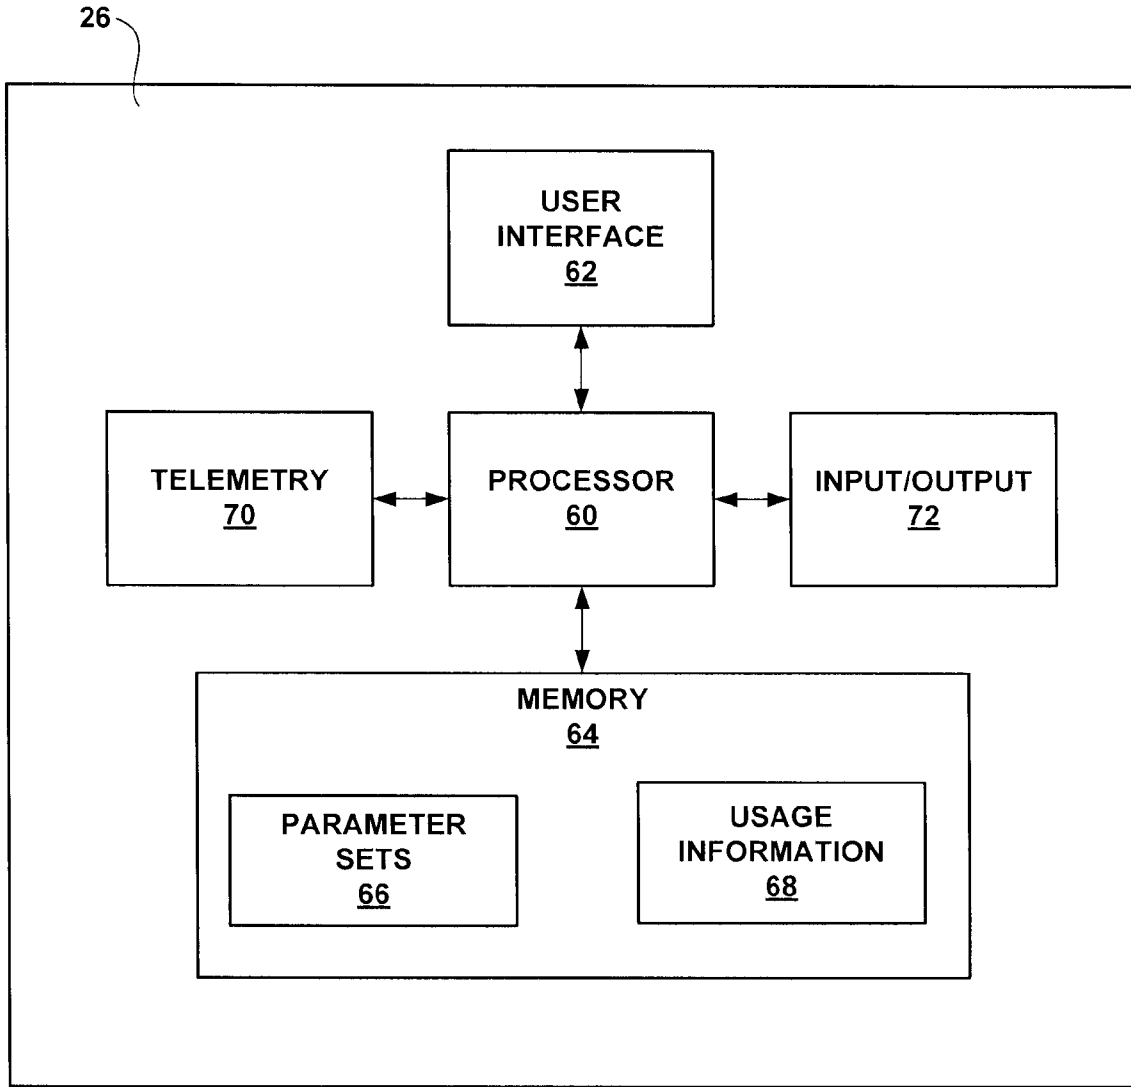 26
USER
INTERFACE
62
TELEMETRY
70
PROCESSOR
60
INPUT/OUTPUT
72
MEMORY
64
PARAMETER
SETS
66
USAGE
INFORMATION
68